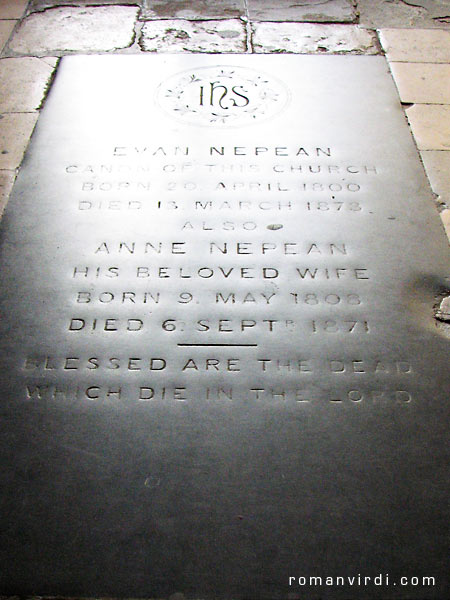 IHS
EVAN NEPEAN
CANON OF THIS CHURCH
BORN 20. APRIL 1800
DIED 13. MARCH 1873
ALSO
ANNE NEPEAN
HIS BELOVED WIFE
BORN 9. MAY 1808
DIED 6. SEPTR 1871
BLESSED ARE THE DEAD
WHICH DIE IN THE LORD
romanvirdi.com